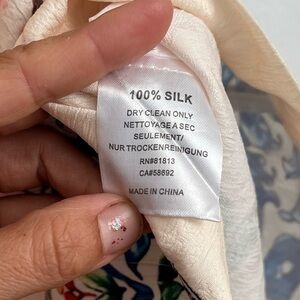 100% SILK
DRY CLEAN ONLY
NETTOYAGE A SEC
SEULEMENT/
NUR TROCKENREINIGUNG
RN#81813
CA#58692
MADE IN CHINA